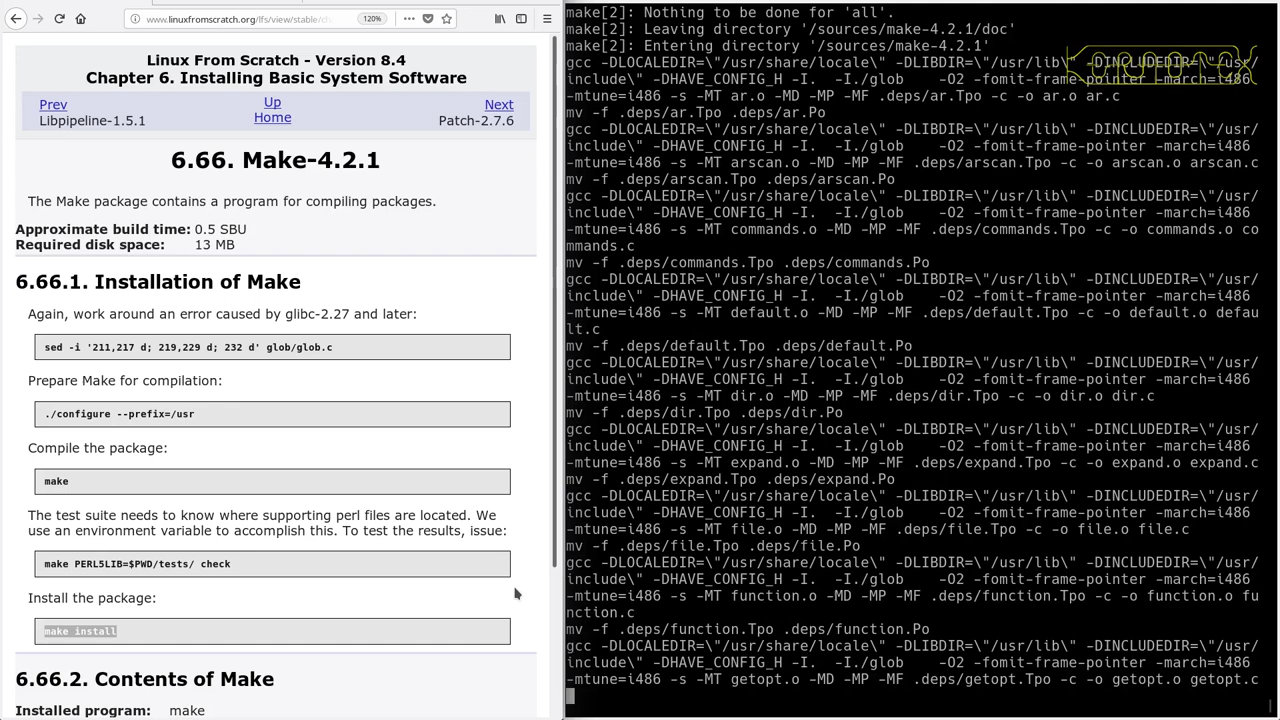 www.linuxfromscratch.org/lfs/view/stable/ch
120%
Linux From Scratch - Version 8.4
Chapter 6. Installing Basic System Software
Prev Up Next
Libpipeline-1.5.1 Home Patch-2.7.6
6.66. Make-4.2.1
The Make package contains a program for compiling packages.
Approximate build time: 0.5 SBU
Required disk space: 13 MB
6.66.1. Installation of Make
Again, work around an error caused by glibc-2.27 and later:
sed -i '211,217 d; 219,229 d; 232 d' glob/glob.c
Prepare Make for compilation:
./configure --prefix=/usr
Compile the package:
make
The test suite needs to know where supporting perl files are located. We
use an environment variable to accomplish this. To test the results, issue:
make PERL5LIB=$PWD/tests/ check
Install the package:
make install
6.66.2. Contents of Make
Installed program: make
make[2]: Nothing to be done for 'all'.
make[2]: Leaving directory '/sources/make-4.2.1/doc'
make[2]: Entering directory '/sources/make-4.2.1'
gcc -DLOCALEDIR=\"/usr/share/locale\" -DLIBDIR=\"/usr/lib\" -DINCLUDEDIR=\"/usr/
include\" -DHAVE_CONFIG_H -I. -I./glob -O2 -fomit-frame-pointer -march=i486
-mtune=i486 -s -MT ar.o -MD -MP -MF .deps/ar.Tpo -c -o ar.o ar.c
mv -f .deps/ar.Tpo .deps/ar.Po
gcc -DLOCALEDIR=\"/usr/share/locale\" -DLIBDIR=\"/usr/lib\" -DINCLUDEDIR=\"/usr/
include\" -DHAVE_CONFIG_H -I. -I./glob -O2 -fomit-frame-pointer -march=i486
-mtune=i486 -s -MT arscan.o -MD -MP -MF .deps/arscan.Tpo -c -o arscan.o arscan.c
mv -f .deps/arscan.Tpo .deps/arscan.Po
gcc -DLOCALEDIR=\"/usr/share/locale\" -DLIBDIR=\"/usr/lib\" -DINCLUDEDIR=\"/usr/
include\" -DHAVE_CONFIG_H -I. -I./glob -O2 -fomit-frame-pointer -march=i486
-mtune=i486 -s -MT commands.o -MD -MP -MF .deps/commands.Tpo -c -o commands.o co
mmands.c
mv -f .deps/commands.Tpo .deps/commands.Po
gcc -DLOCALEDIR=\"/usr/share/locale\" -DLIBDIR=\"/usr/lib\" -DINCLUDEDIR=\"/usr/
include\" -DHAVE_CONFIG_H -I. -I./glob -O2 -fomit-frame-pointer -march=i486
-mtune=i486 -s -MT default.o -MD -MP -MF .deps/default.Tpo -c -o default.o defau
lt.c
mv -f .deps/default.Tpo .deps/default.Po
gcc -DLOCALEDIR=\"/usr/share/locale\" -DLIBDIR=\"/usr/lib\" -DINCLUDEDIR=\"/usr/
include\" -DHAVE_CONFIG_H -I. -I./glob -O2 -fomit-frame-pointer -march=i486
-mtune=i486 -s -MT dir.o -MD -MP -MF .deps/dir.Tpo -c -o dir.o dir.c
mv -f .deps/dir.Tpo .deps/dir.Po
gcc -DLOCALEDIR=\"/usr/share/locale\" -DLIBDIR=\"/usr/lib\" -DINCLUDEDIR=\"/usr/
include\" -DHAVE_CONFIG_H -I. -I./glob -O2 -fomit-frame-pointer -march=i486
-mtune=i486 -s -MT expand.o -MD -MP -MF .deps/expand.Tpo -c -o expand.o expand.c
mv -f .deps/expand.Tpo .deps/expand.Po
gcc -DLOCALEDIR=\"/usr/share/locale\" -DLIBDIR=\"/usr/lib\" -DINCLUDEDIR=\"/usr/
include\" -DHAVE_CONFIG_H -I. -I./glob -O2 -fomit-frame-pointer -march=i486
-mtune=i486 -s -MT file.o -MD -MP -MF .deps/file.Tpo -c -o file.o file.c
mv -f .deps/file.Tpo .deps/file.Po
gcc -DLOCALEDIR=\"/usr/share/locale\" -DLIBDIR=\"/usr/lib\" -DINCLUDEDIR=\"/usr/
include\" -DHAVE_CONFIG_H -I. -I./glob -O2 -fomit-frame-pointer -march=i486
-mtune=i486 -s -MT function.o -MD -MP -MF .deps/function.Tpo -c -o function.o fu
nction.c
mv -f .deps/function.Tpo .deps/function.Po
gcc -DLOCALEDIR=\"/usr/share/locale\" -DLIBDIR=\"/usr/lib\" -DINCLUDEDIR=\"/usr/
include\" -DHAVE_CONFIG_H -I. -I./glob -O2 -fomit-frame-pointer -march=i486
-mtune=i486 -s -MT getopt.o -MD -MP -MF .deps/getopt.Tpo -c -o getopt.o getopt.c